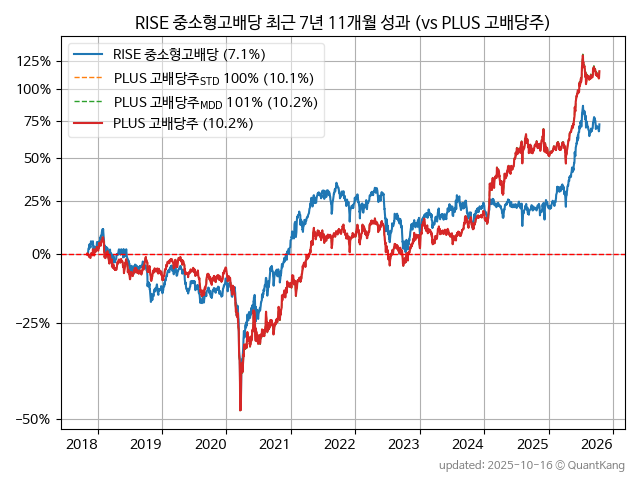 RISE 중소형고배당 최근 7년 11개월 성과 (vs PLUS 고배당주)
RISE 중소형고배당 (7.1%)
PLUS 고배당주STD 100% (10.1%)
PLUS 고배당주MDD 101% (10.2%)
PLUS 고배당주 (10.2%)
125%
100%
75%
50%
25%
0%
−25%
−50%
2018 2019 2020 2021 2022 2023 2024 2025 2026
updated: 2025-10-16 © QuantKang